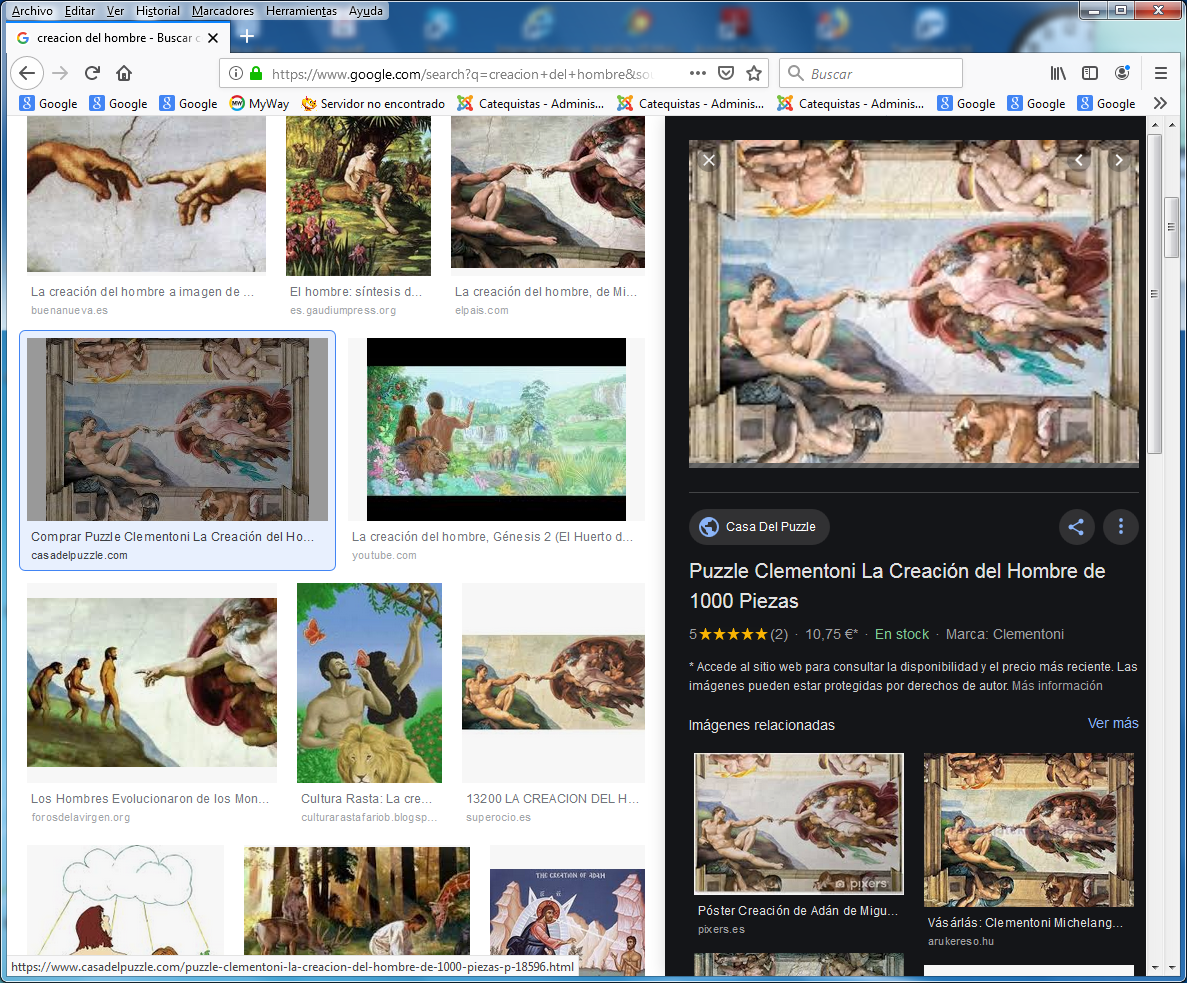 Archivo Editar Ver Historial Marcadores Herramientas Ayuda
creacion del hombre - Buscar c
https://www.google.com/search?q=creacion+del+hombre&sou
Buscar
Google Google Google MyWay Servidor no encontrado Catequistas - Adminis... Catequistas - Adminis... Catequistas - Adminis... Google Google Google
La creación del hombre a imagen de ...
buenanueva.es
El hombre: síntesis d...
es.gaudiumpress.org
La creación del hombre, de Mi...
elpais.com
Comprar Puzzle Clementoni La Creación del Ho...
casadelpuzzle.com
La creación del hombre, Génesis 2 (El Huerto d...
youtube.com
Los Hombres Evolucionaron de los Mon...
forosdelavirgen.org
Cultura Rasta: La cre...
culturarastafariob.blogsp...
13200 LA CREACION DEL H...
superocio.es
THE CREATION OF ADAM
https://www.casadelpuzzle.com/puzzle-clementoni-la-creacion-del-hombre-de-1000-piezas-p-18596.html
Casa Del Puzzle
Puzzle Clementoni La Creación del Hombre de
1000 Piezas
5★★★★★(2) · 10,75 €* · En stock · Marca: Clementoni
* Accede al sitio web para consultar la disponibilidad y el precio más reciente. Las
imágenes pueden estar protegidas por derechos de autor. Más información
Imágenes relacionadas
Ver más
pixers
Póster Creación de Adán de Migu...
pixers.es
Vásárlás: Clementoni Michelang...
arukereso.hu